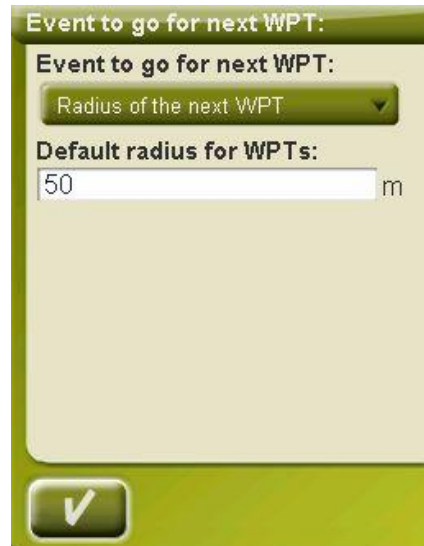 Event to go for next WPT:
Event to go for next WPT:
Radius of the next WPT
Default radius for WPTs:
50 m